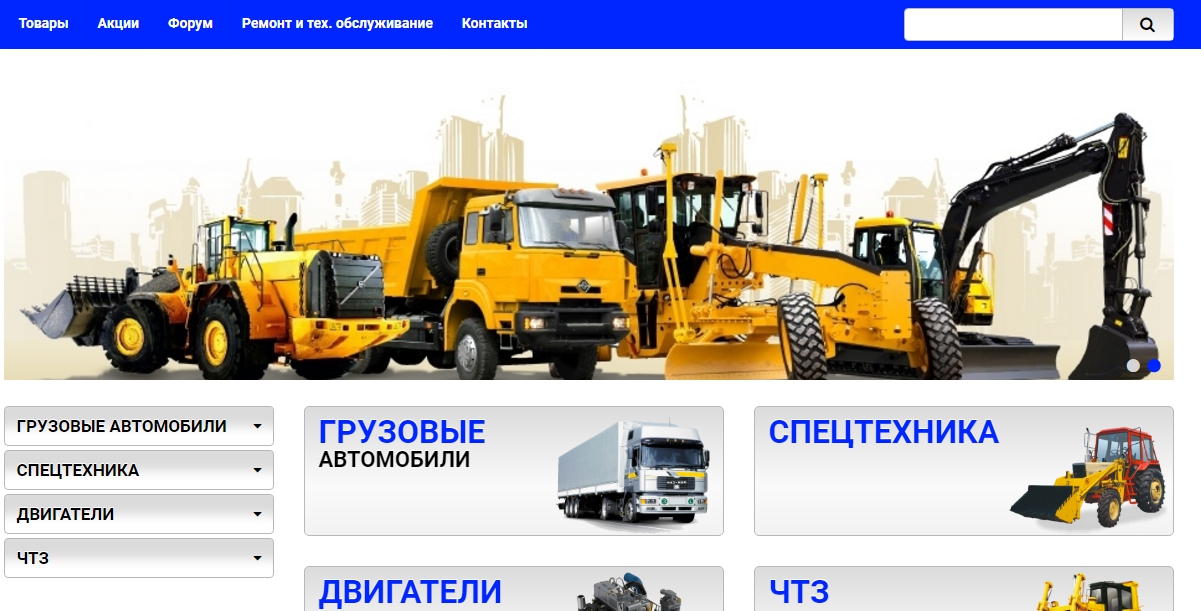 Товары Акции Форум Ремонт и тех. обслуживание Контакты
ГРУЗОВЫЕ АВТОМОБИЛИ
СПЕЦТЕХНИКА
ДВИГАТЕЛИ
ЧТЗ
ГРУЗОВЫЕ
АВТОМОБИЛИ
СПЕЦТЕХНИКА
ДВИГАТЕЛИ
ЧТЗ